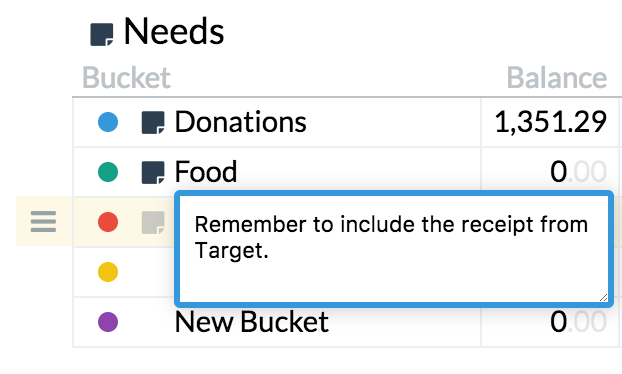 Needs
Bucket Balance
Donations 1,351.29
Food 0.00
Remember to include the receipt from
Target.
New Bucket 0.00